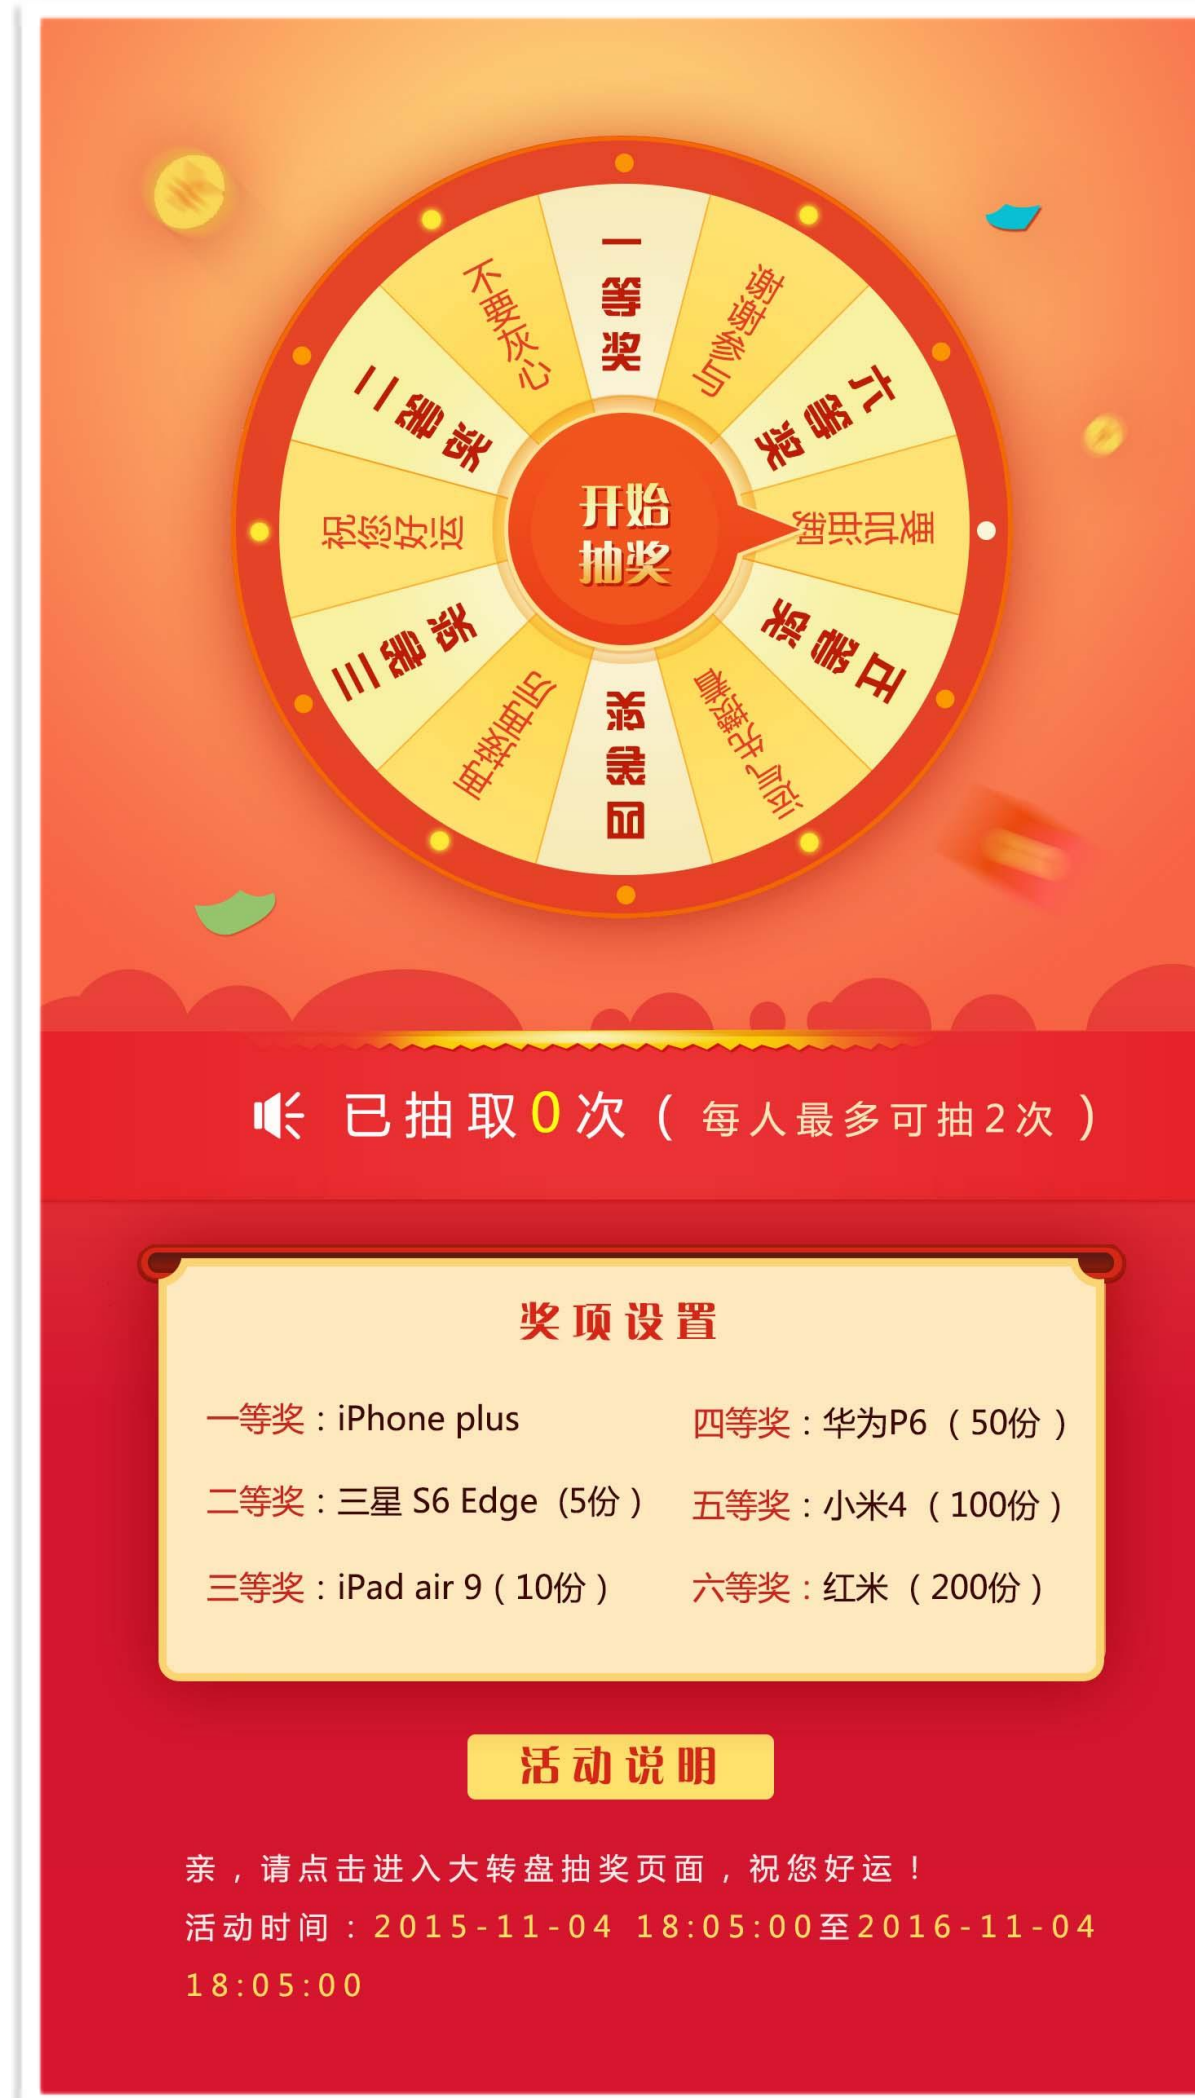 一等奖
谢谢参与
六等奖
要加油哦
五等奖
运气先攒着
四等奖
再接再厉
三等奖
祝您好运
二等奖
不要灰心
开始
抽奖
已抽取0次（每人最多可抽2次）
奖项设置
一等奖：iPhone plus
四等奖：华为P6（50份）
二等奖：三星 S6 Edge (5份）
五等奖：小米4（100份）
三等奖：iPad air 9（10份）
六等奖：红米（200份）
活动说明
亲，请点击进入大转盘抽奖页面，祝您好运！
活动时间：2015-11-04 18:05:00至2016-11-04
18:05:00